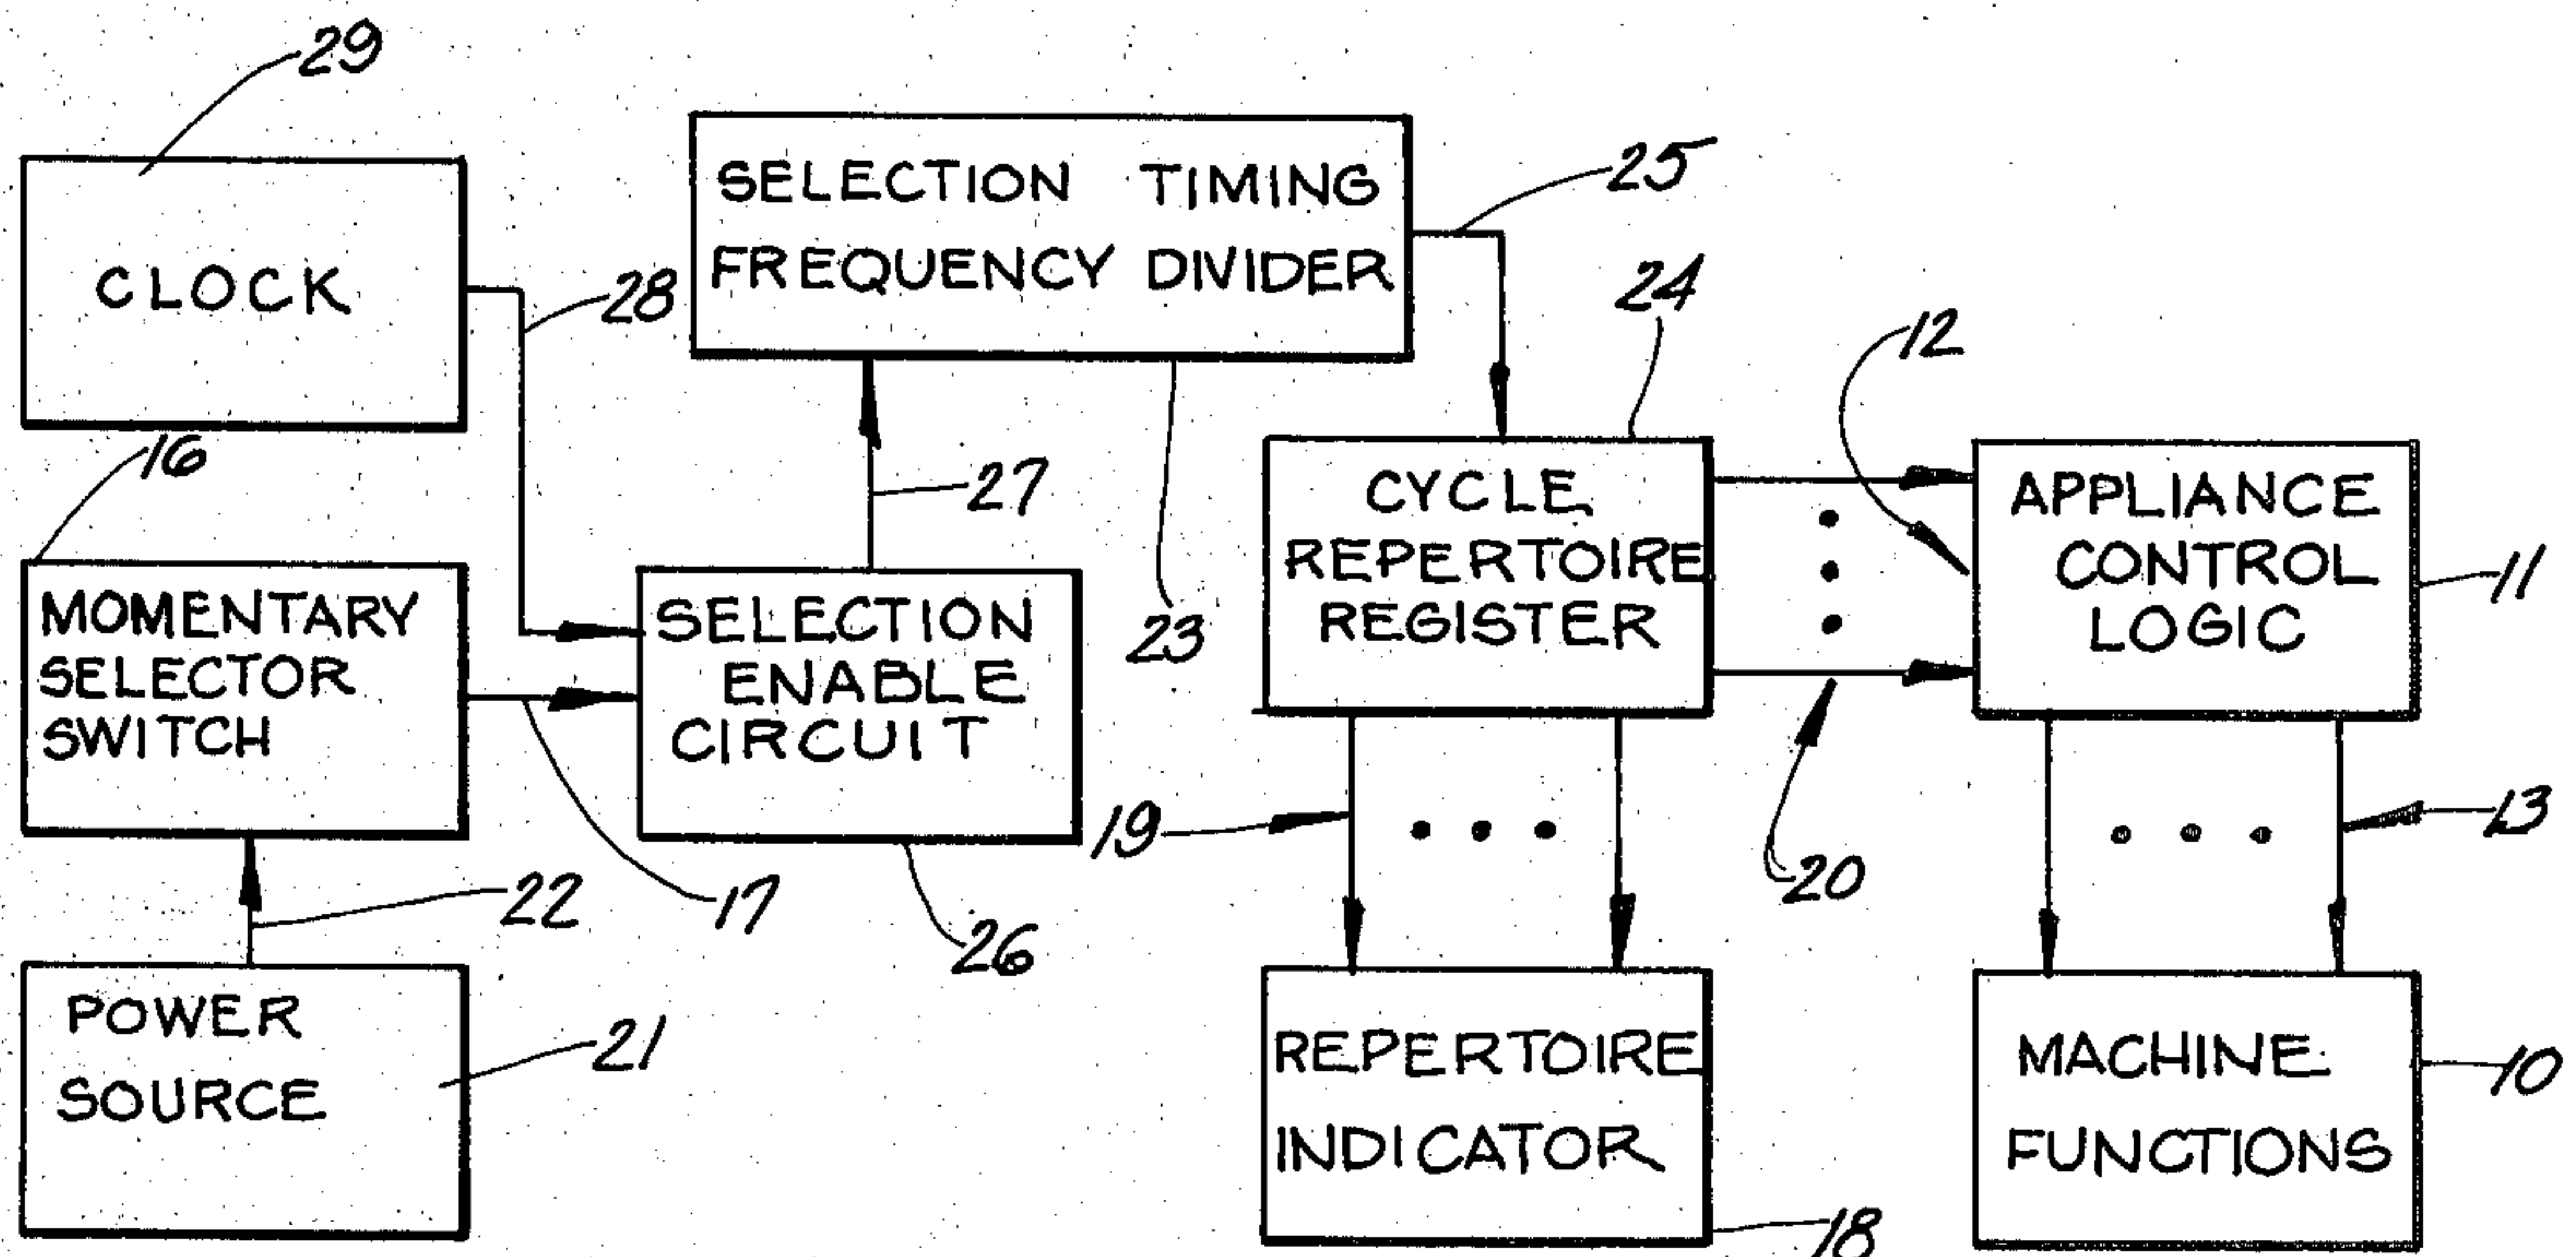 29
CLOCK
28
SELECTION TIMING
FREQUENCY DIVIDER
25
24
12
16
MOMENTARY
SELECTOR
SWITCH
27
SELECTION
ENABLE
CIRCUIT
23
CYCLE
REPERTOIRE
REGISTER
APPLIANCE
CONTROL
LOGIC
11
22
17
26
19
20
13
POWER
SOURCE
21
REPERTOIRE
INDICATOR
18
MACHINE
FUNCTIONS
10